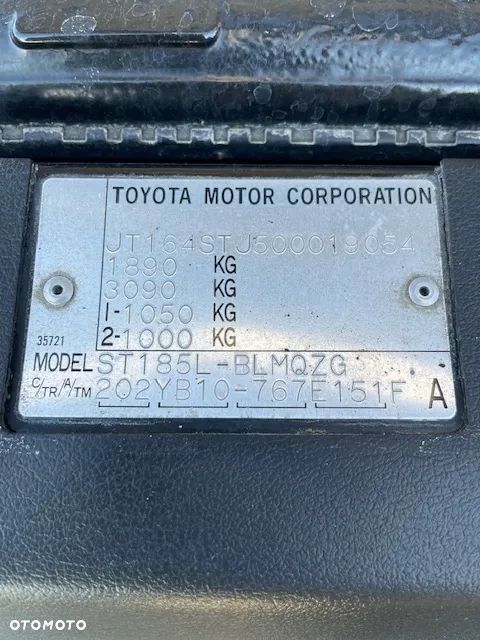 TOYOTA MOTOR CORPORATION
JT164STJ500019054
1890 KG
3090 KG
1-1050 KG
2-1000 KG
35721
MODEL ST185L-BLMQZG
C/TR/A/TM 202YB10-767E151F A
OTOMOTO
OTOMOTO